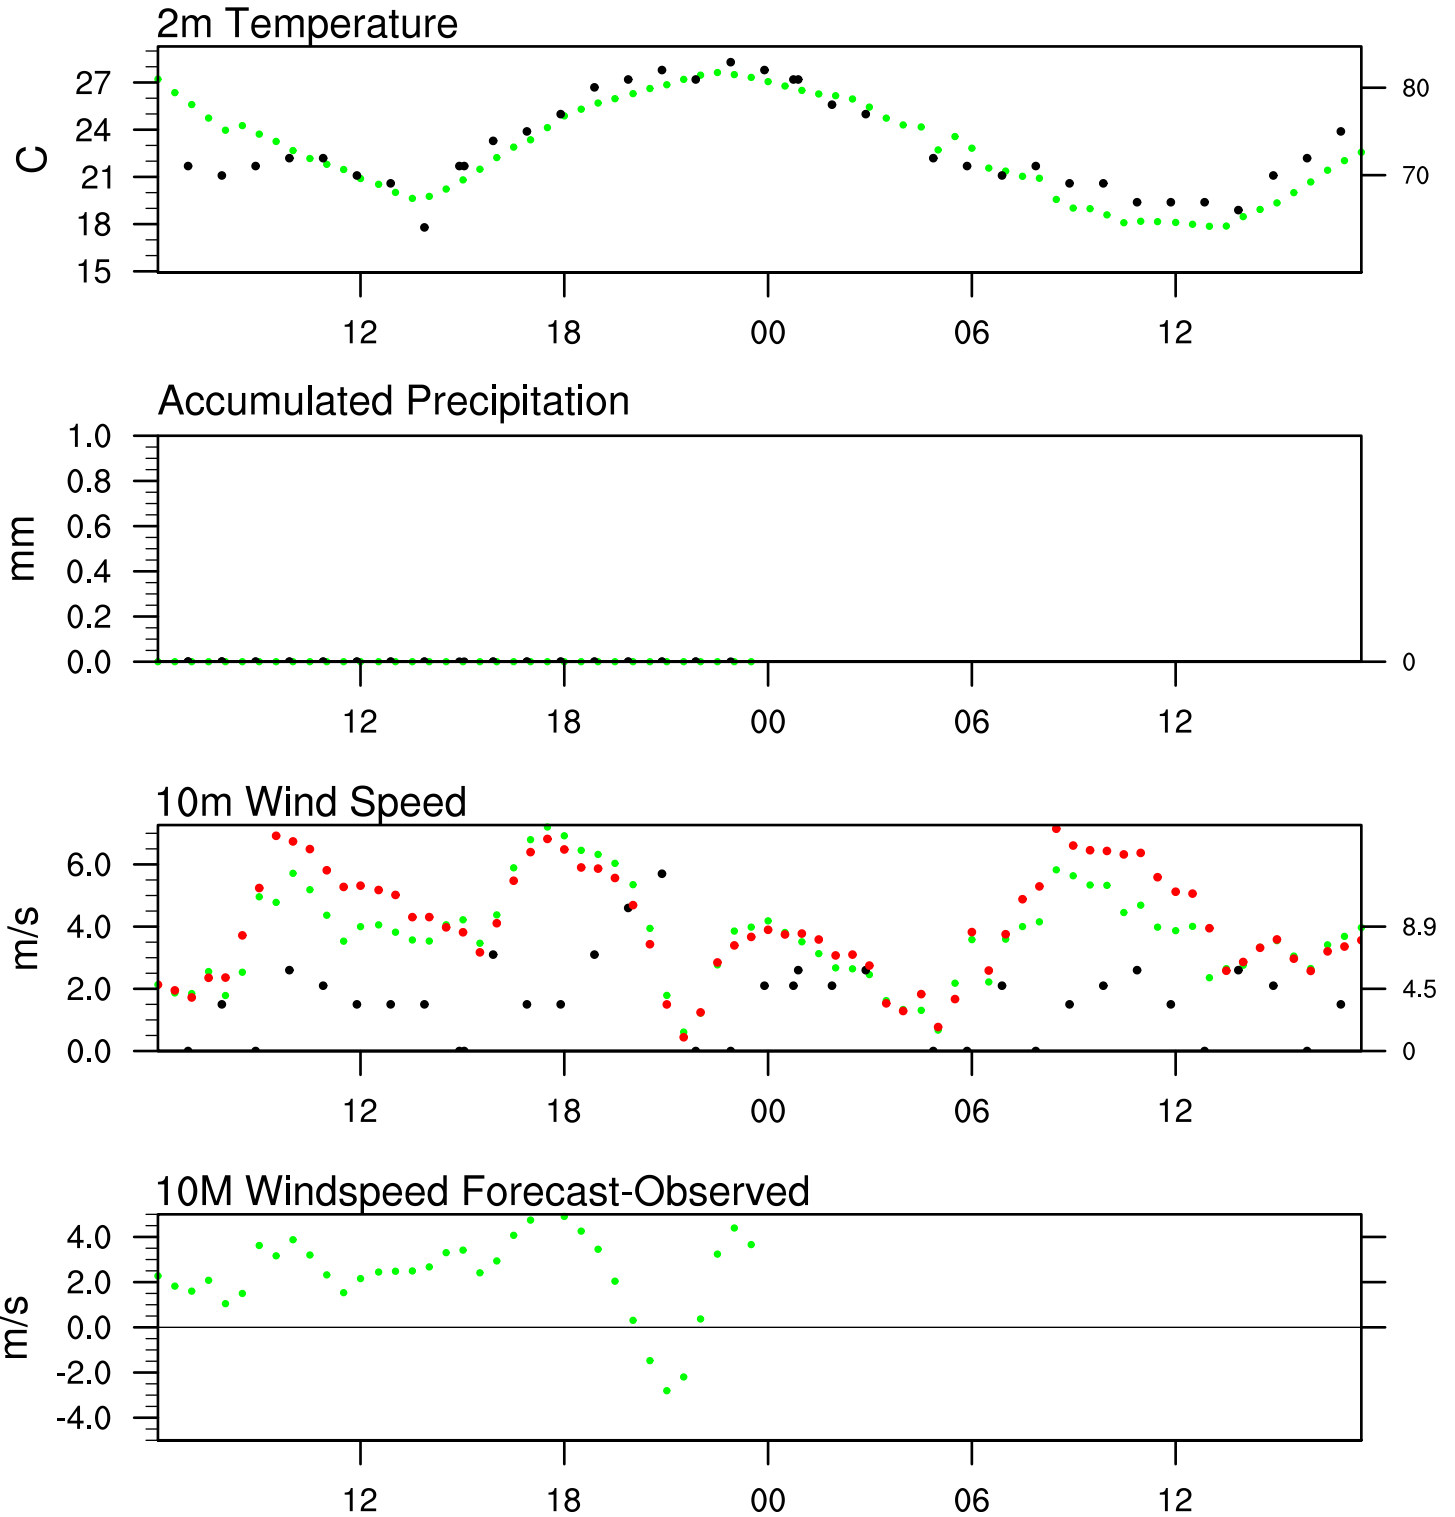 2m Temperature
C
27
24
21
18
15
80
70
12 18 00 06 12
Accumulated Precipitation
mm
1.0
0.8
0.6
0.4
0.2
0.0
0
12 18 00 06 12
10m Wind Speed
m/s
6.0
4.0
2.0
0.0
8.9
4.5
0
12 18 00 06 12
10M Windspeed Forecast-Observed
m/s
4.0
2.0
0.0
-2.0
-4.0
12 18 00 06 12